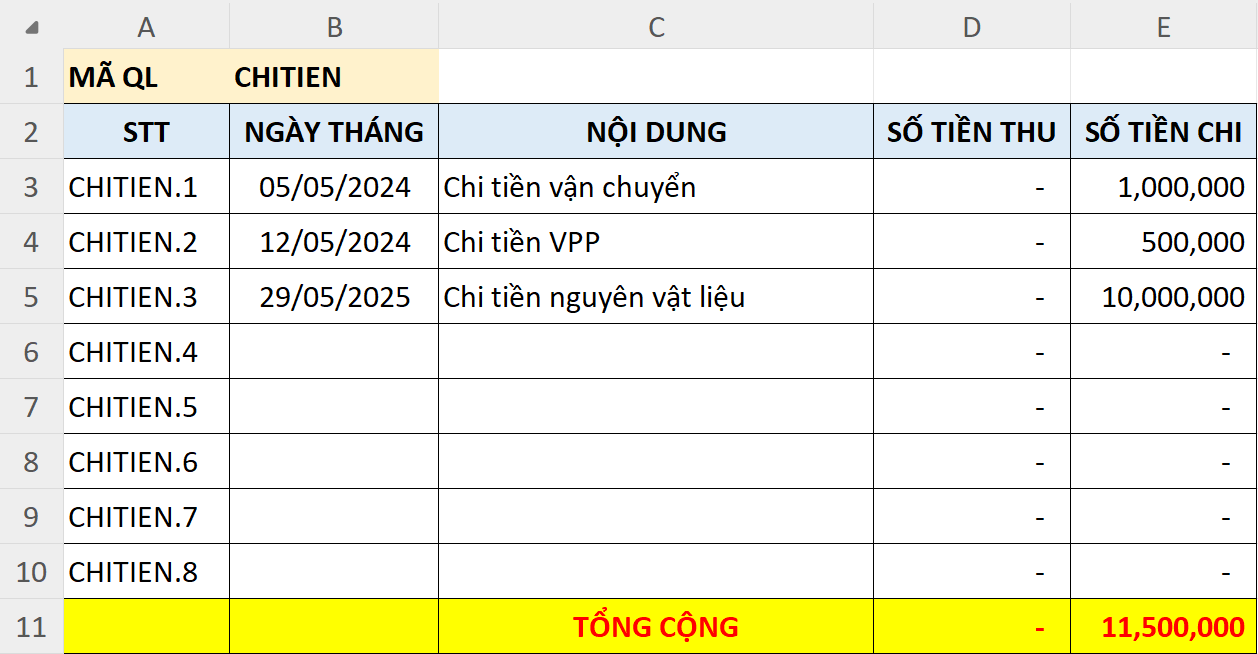 A B C D E
1 MÃ QL CHITIEN
2 STT NGÀY THÁNG NỘI DUNG SỐ TIỀN THU SỐ TIỀN CHI
3 CHITIEN.1 05/05/2024 Chi tiền vận chuyển - 1,000,000
4 CHITIEN.2 12/05/2024 Chi tiền VPP - 500,000
5 CHITIEN.3 29/05/2025 Chi tiền nguyên vật liệu - 10,000,000
6 CHITIEN.4 - -
7 CHITIEN.5 - -
8 CHITIEN.6 - -
9 CHITIEN.7 - -
10 CHITIEN.8 - -
11 TỔNG CỘNG - 11,500,000